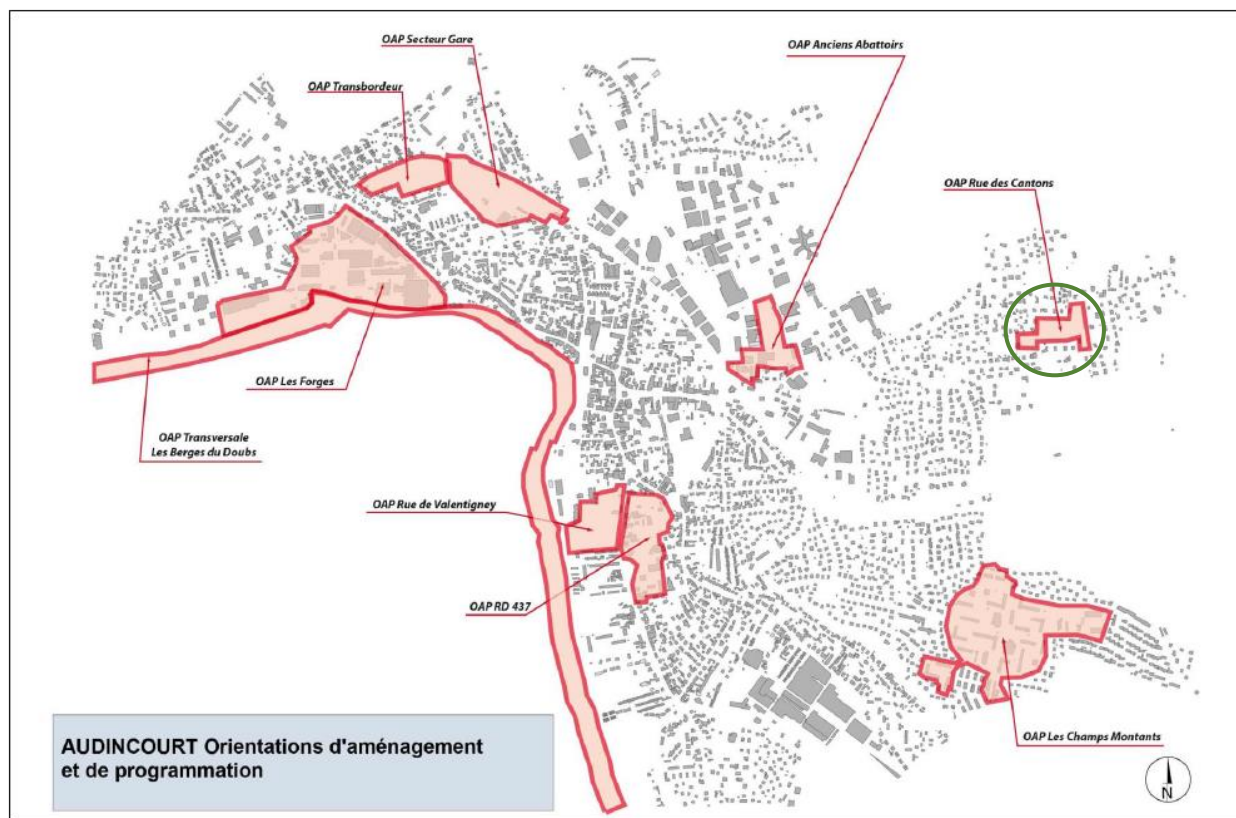 OAP Secteur Gare
OAP Anciens Abattoirs
OAP Transbordeur
OAP Rue des Cantons
OAP Les Forges
OAP Transversale
Les Berges du Doubs
OAP Rue de Valentigney
OAP RD 437
OAP Les Champs Montants
AUDINCOURT Orientations d'aménagement
et de programmation
N